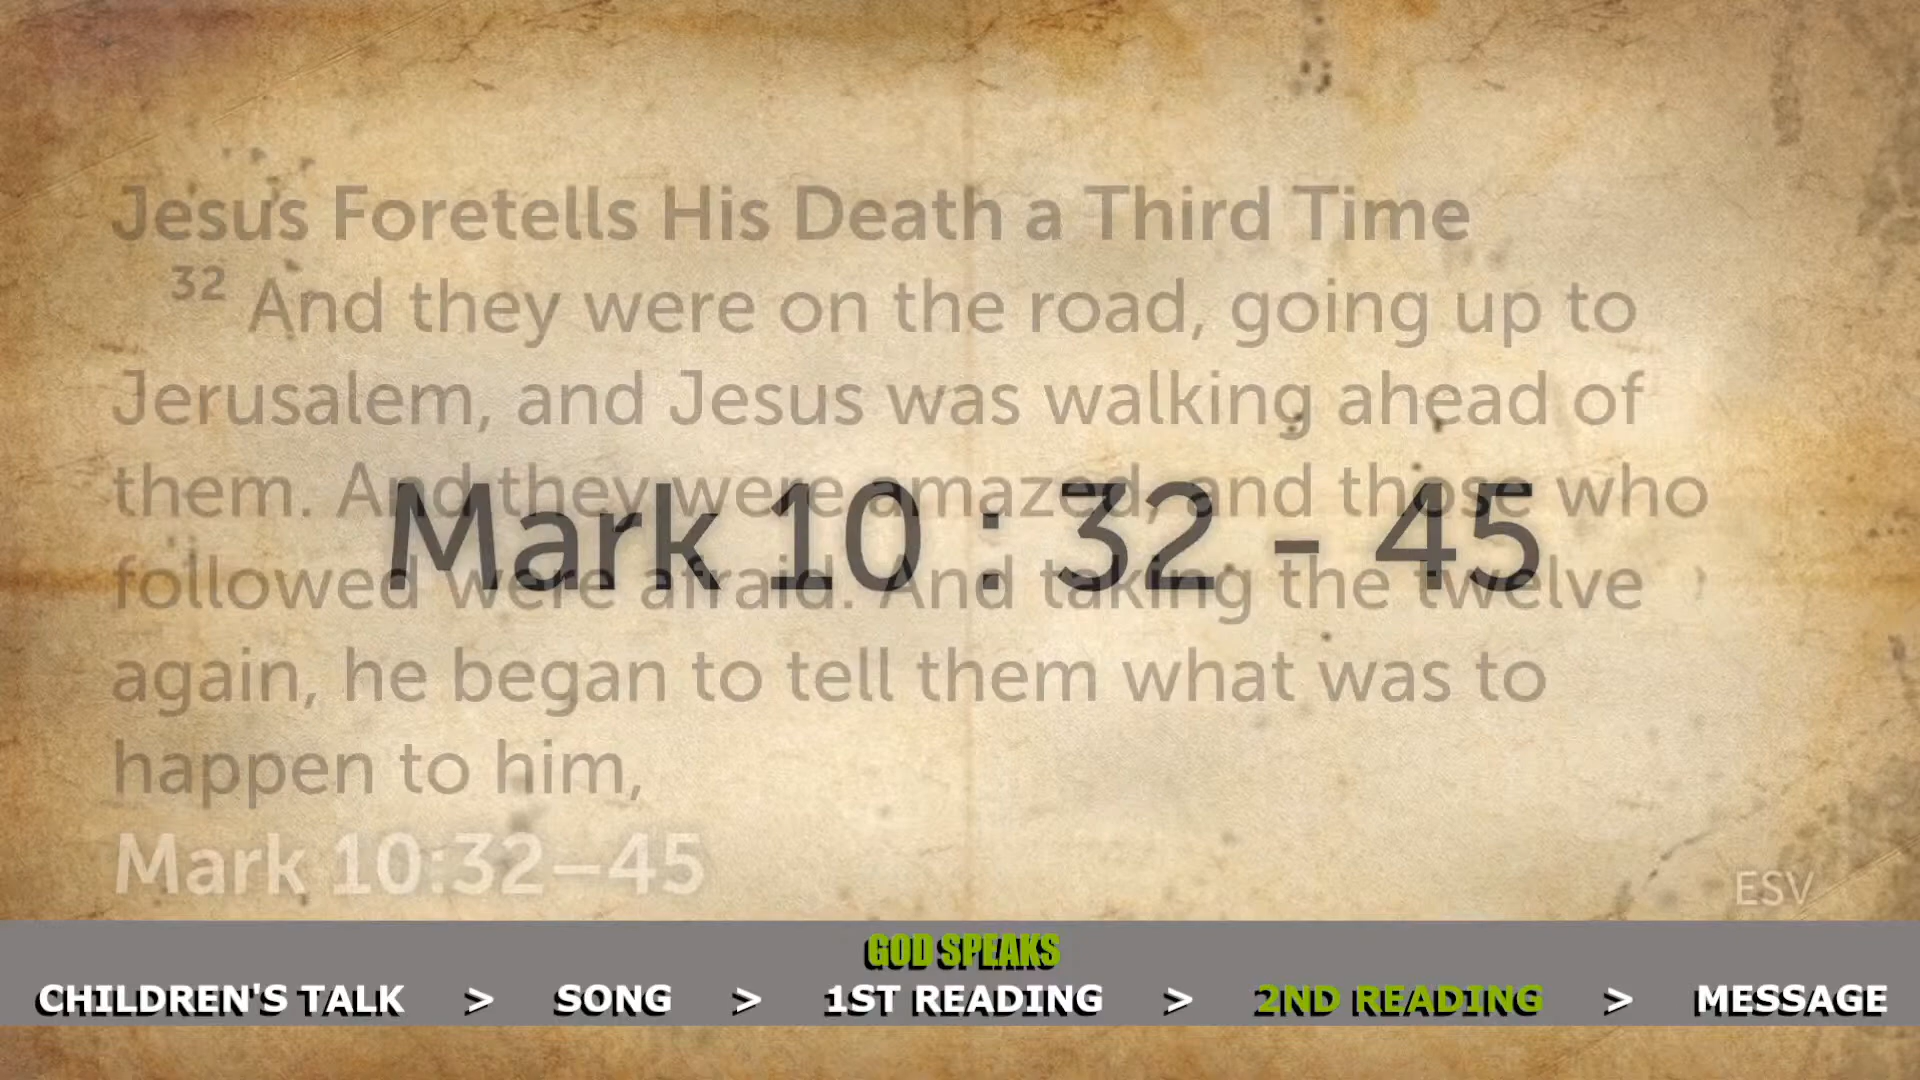 Jesus Foretells His Death a Third Time
32 And they were on the road, going up to
Jerusalem, and Jesus was walking ahead of
them. And they were amazed, and those who
Mark 10 : 32 - 45
followed were afraid. And taking the twelve
again, he began to tell them what was to
happen to him,
Mark 10:32–45
ESV
GOD SPEAKS
CHILDREN'S TALK > SONG > 1ST READING > 2ND READING > MESSAGE